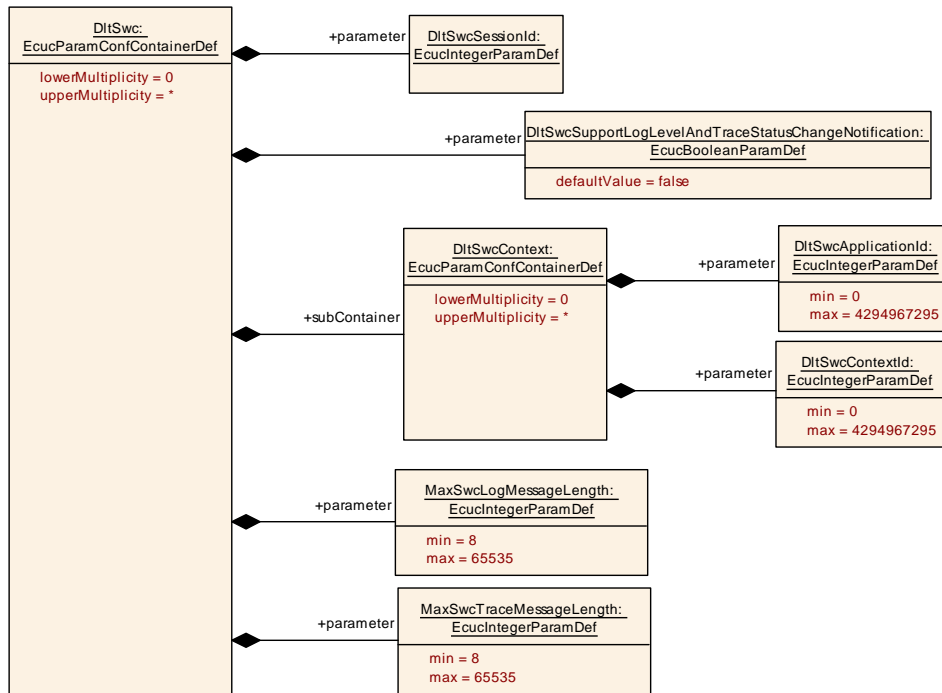 DltSwc:
EcucParamConfContainerDef
lowerMultiplicity = 0
upperMultiplicity = *
+parameter
DltSwcSessionId:
EcucIntegerParamDef
+parameter
DltSwcSupportLogLevelAndTraceStatusChangeNotification:
EcucBooleanParamDef
defaultValue = false
+subContainer
DltSwcContext:
EcucParamConfContainerDef
lowerMultiplicity = 0
upperMultiplicity = *
+parameter
DltSwcApplicationId:
EcucIntegerParamDef
min = 0
max = 4294967295
+parameter
DltSwcContextId:
EcucIntegerParamDef
min = 0
max = 4294967295
+parameter
MaxSwcLogMessageLength:
EcucIntegerParamDef
min = 8
max = 65535
+parameter
MaxSwcTraceMessageLength:
EcucIntegerParamDef
min = 8
max = 65535